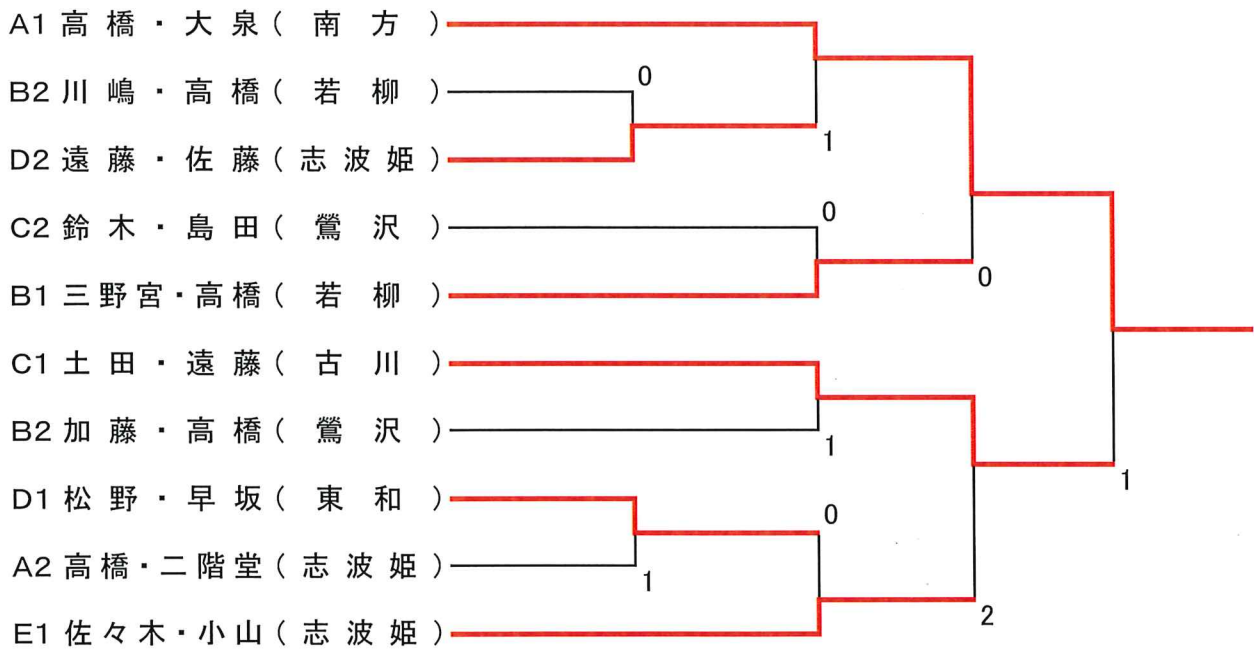 A1 高橋・大泉(南方)
0
B2 川嶋・高橋(若柳)
1
D2 遠藤・佐藤(志波姫)
0
C2 鈴木・島田(鶯沢)
0
B1 三野宮・高橋(若柳)
C1 土田・遠藤(古川)
B2 加藤・高橋(鶯沢)
1
1
D1 松野・早坂(東和)
0
A2 高橋・二階堂(志波姫)
1
2
E1 佐々木・小山(志波姫)